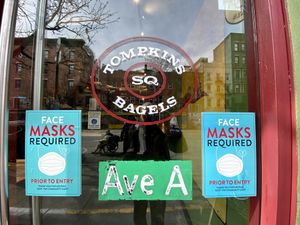 TOMPKINS
SQ
BAGELS
Ave A
FACE
MASKS
REQUIRED
PRIOR TO ENTRY
FACE
MASKS
REQUIRED
PRIOR TO ENTRY